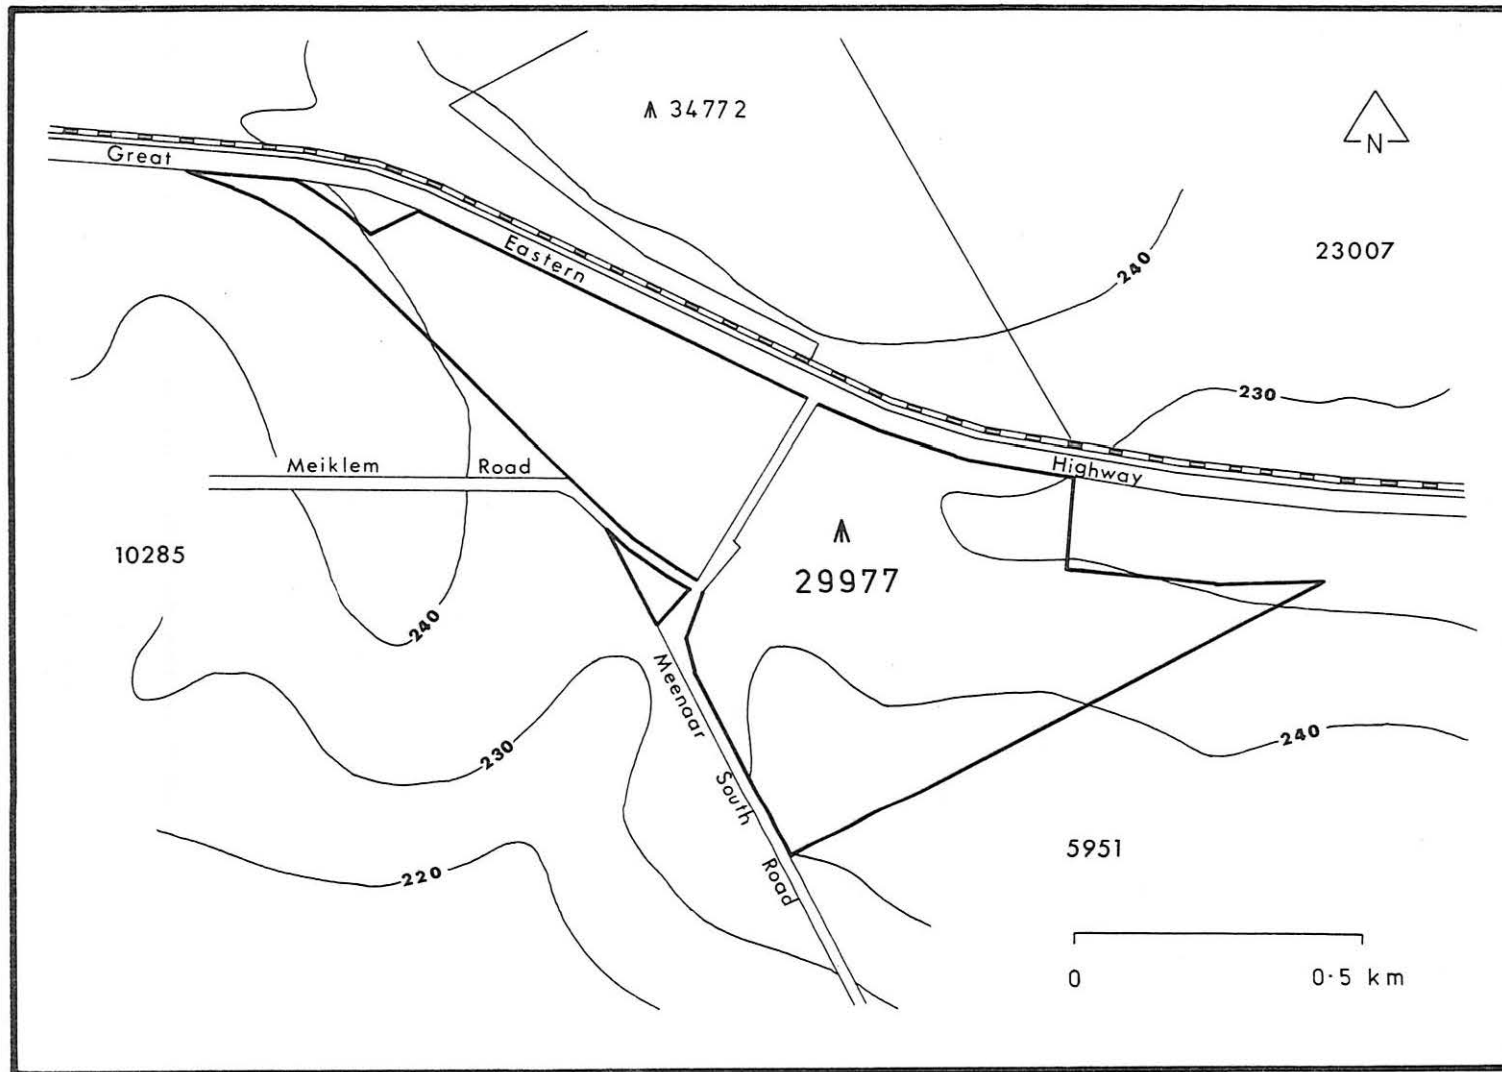 34772
N
Great
Eastern
240
23007
230
Highway
Meiklem Road
10285
29977
240
Meenaar South Road
230
240
5951
220
0 0·5 km